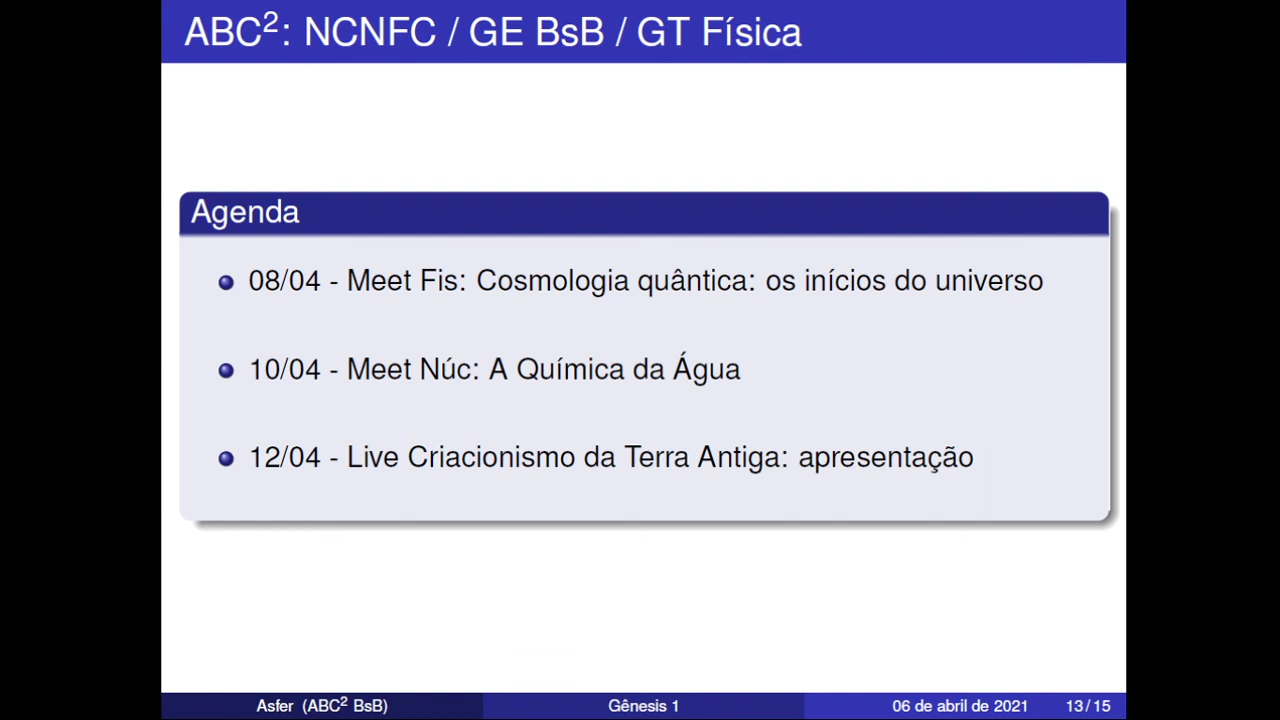 ABC²: NCNFC / GE BsB / GT Física
Agenda
08/04 - Meet Fis: Cosmologia quântica: os inícios do universo
10/04 - Meet Núc: A Química da Água
12/04 - Live Criacionismo da Terra Antiga: apresentação
Asfer (ABC² BsB) Gênesis 1 06 de abril de 2021 13/15